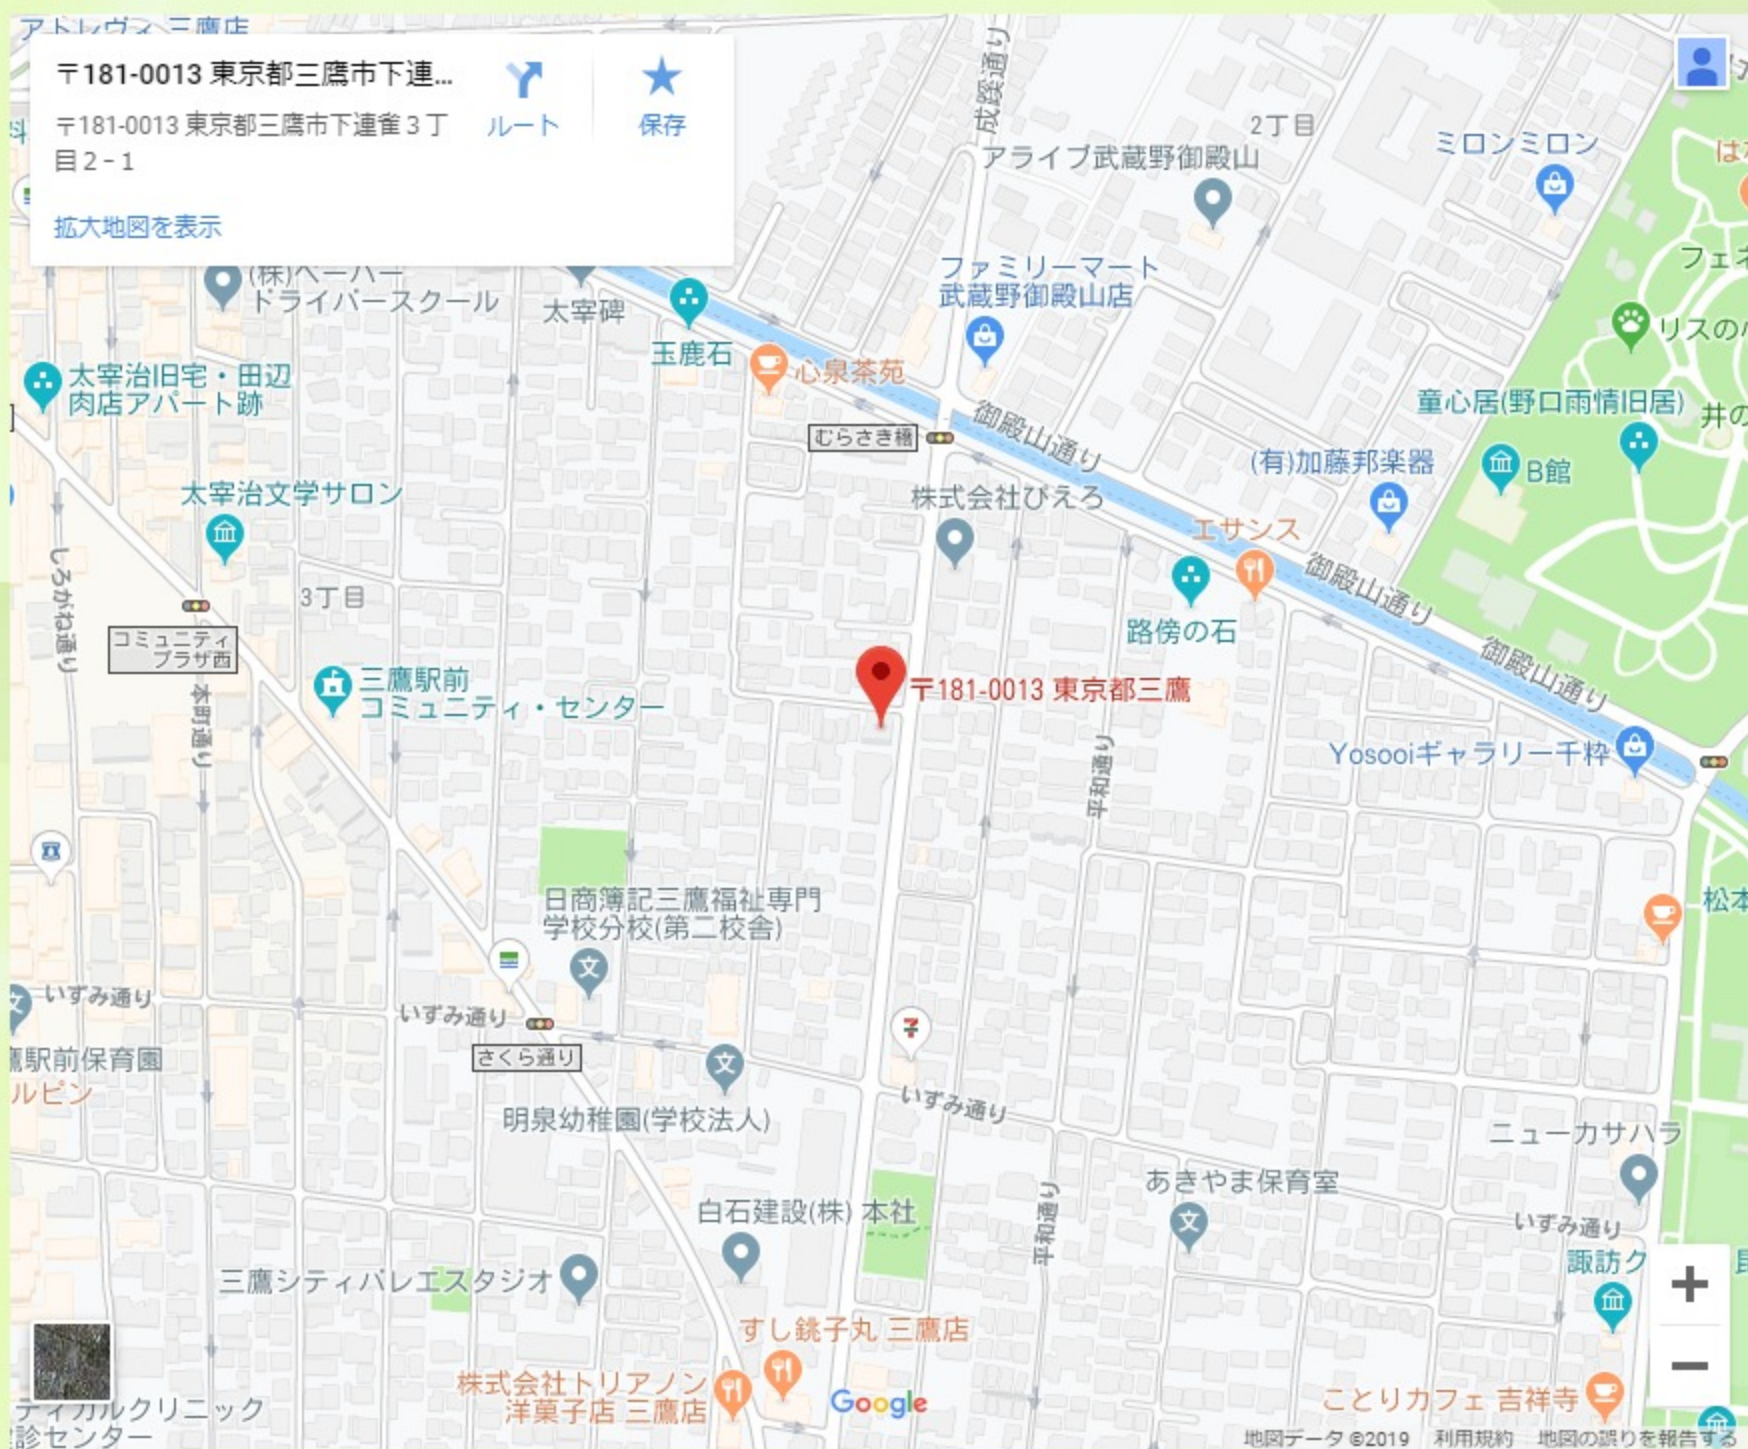 アトレヴィ 三鷹店
〒181-0013 東京都三鷹市下連...
〒181-0013 東京都三鷹市下連雀3丁
目2-1
ルート
保存
拡大地図を表示
成蹊通り
2丁目
アライブ武蔵野御殿山
ミロンミロン
(株)ペーパー
ドライバースクール
太宰碑
玉鹿石
ファミリーマート
武蔵野御殿山店
心泉茶苑
フェネ
リスの小
太宰治旧宅・田辺
肉店アパート跡
むらさき橋
御殿山通り
童心居(野口雨情旧居)
井の
(有)加藤邦楽器
B館
太宰治文学サロン
株式会社ぴえろ
エサンス
御殿山通り
しろがね通り
3丁目
路傍の石
コミュニティ
プラザ西
御殿山通り
三鷹駅前
コミュニティ・センター
〒181-0013 東京都三鷹
本町通り
平和通り
Yosooiギャラリー千粋
日商簿記三鷹福祉専門
学校分校(第二校舎)
松本
いずみ通り
いずみ通り
さくら通り
鷹駅前保育園
ルピン
明泉幼稚園(学校法人)
いずみ通り
ニューカサハラ
あきやま保育室
平和通り
白石建設(株) 本社
いずみ通り
諏訪ク
三鷹シティバレエスタジオ
すし銚子丸 三鷹店
株式会社トリアノン
洋菓子店 三鷹店
Google
ことりカフェ 吉祥寺
ディカルクリニック
診センター
地図データ ©2019 利用規約 地図の誤りを報告する